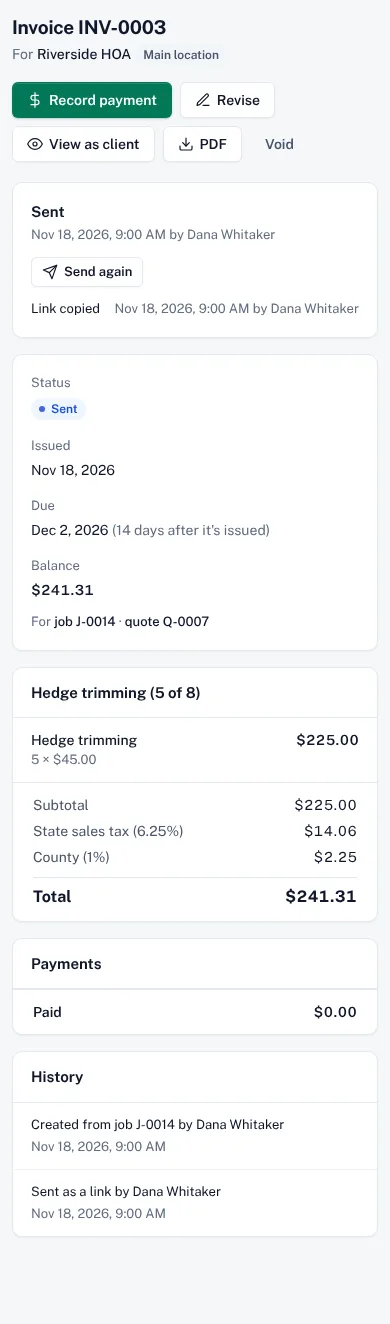 Invoice INV-0003
For Riverside HOA Main location
Record payment Revise
View as client PDF Void
Sent
Nov 18, 2026, 9:00 AM by Dana Whitaker
Send again
Link copied Nov 18, 2026, 9:00 AM by Dana Whitaker
Status
Sent
Issued
Nov 18, 2026
Due
Dec 2, 2026 (14 days after it's issued)
Balance
$241.31
For job J-0014 · quote Q-0007
Hedge trimming (5 of 8)
Hedge trimming $225.00
5 × $45.00
Subtotal $225.00
State sales tax (6.25%) $14.06
County (1%) $2.25
Total $241.31
Payments
Paid $0.00
History
Created from job J-0014 by Dana Whitaker
Nov 18, 2026, 9:00 AM
Sent as a link by Dana Whitaker
Nov 18, 2026, 9:00 AM